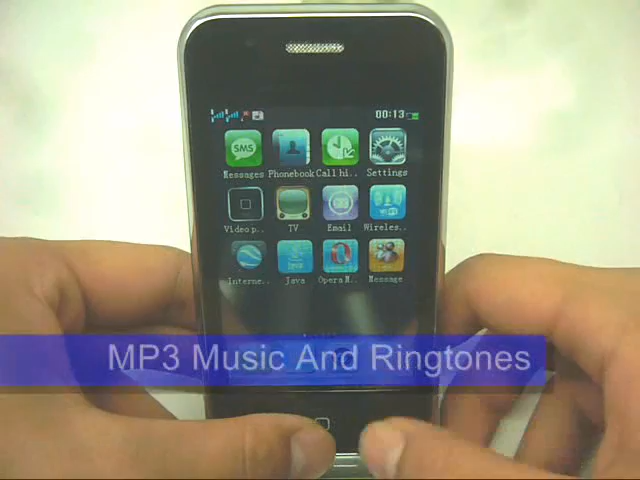 00:13
SMS
Messages Phonebook Call hi.. Settings
Video p.. TV Email Wireles..
Interne.. Java Opera M.. Message
MP3 Music And Ringtones